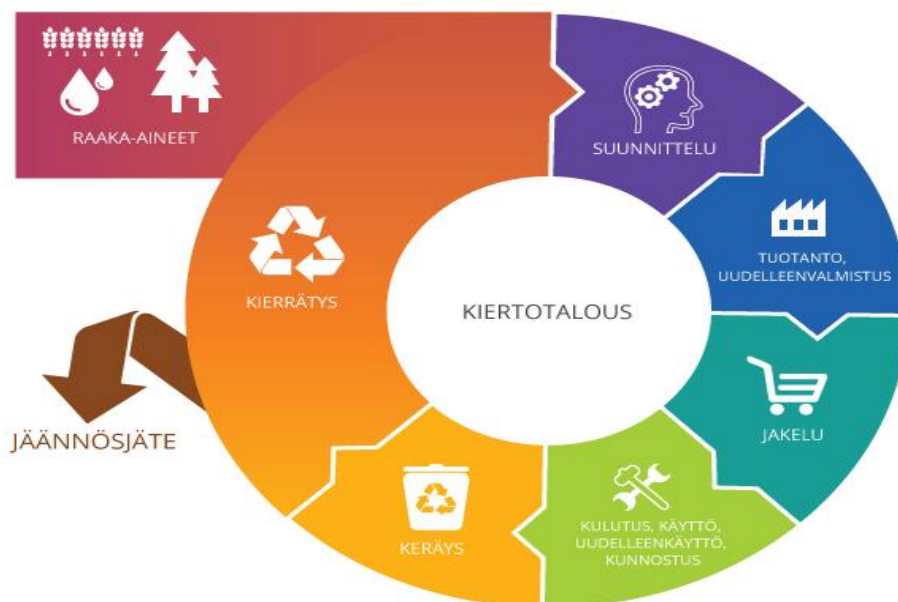 RAAKA-AINEET
SUUNNITTELU
TUOTANTO,
UUDELLEENVALMISTUS
JAKELU
KULUTUS, KÄYTTÖ,
UUDELLEENKÄYTTÖ,
KUNNOSTUS
KERÄYS
KIERRÄTYS
JÄÄNNÖSJÄTE
KIERTOTALOUS